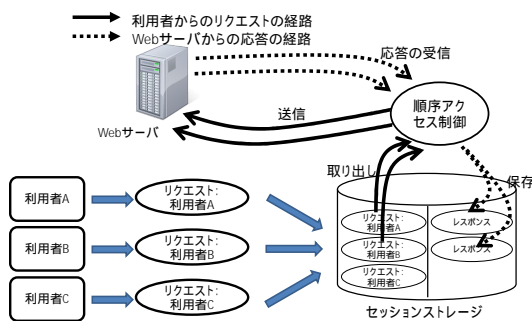 利用者からのリクエストの経路
Webサーバからの応答の経路
応答の受信
送信
順序アク
セス制御
Webサーバ
取り出し
保存
利用者A
リクエスト:
利用者A
利用者B
リクエスト:
利用者B
利用者C
リクエスト:
利用者C
リクエスト:
利用者A
レスポンス
リクエスト:
利用者B
レスポンス
リクエスト:
利用者C
セッションストレージ